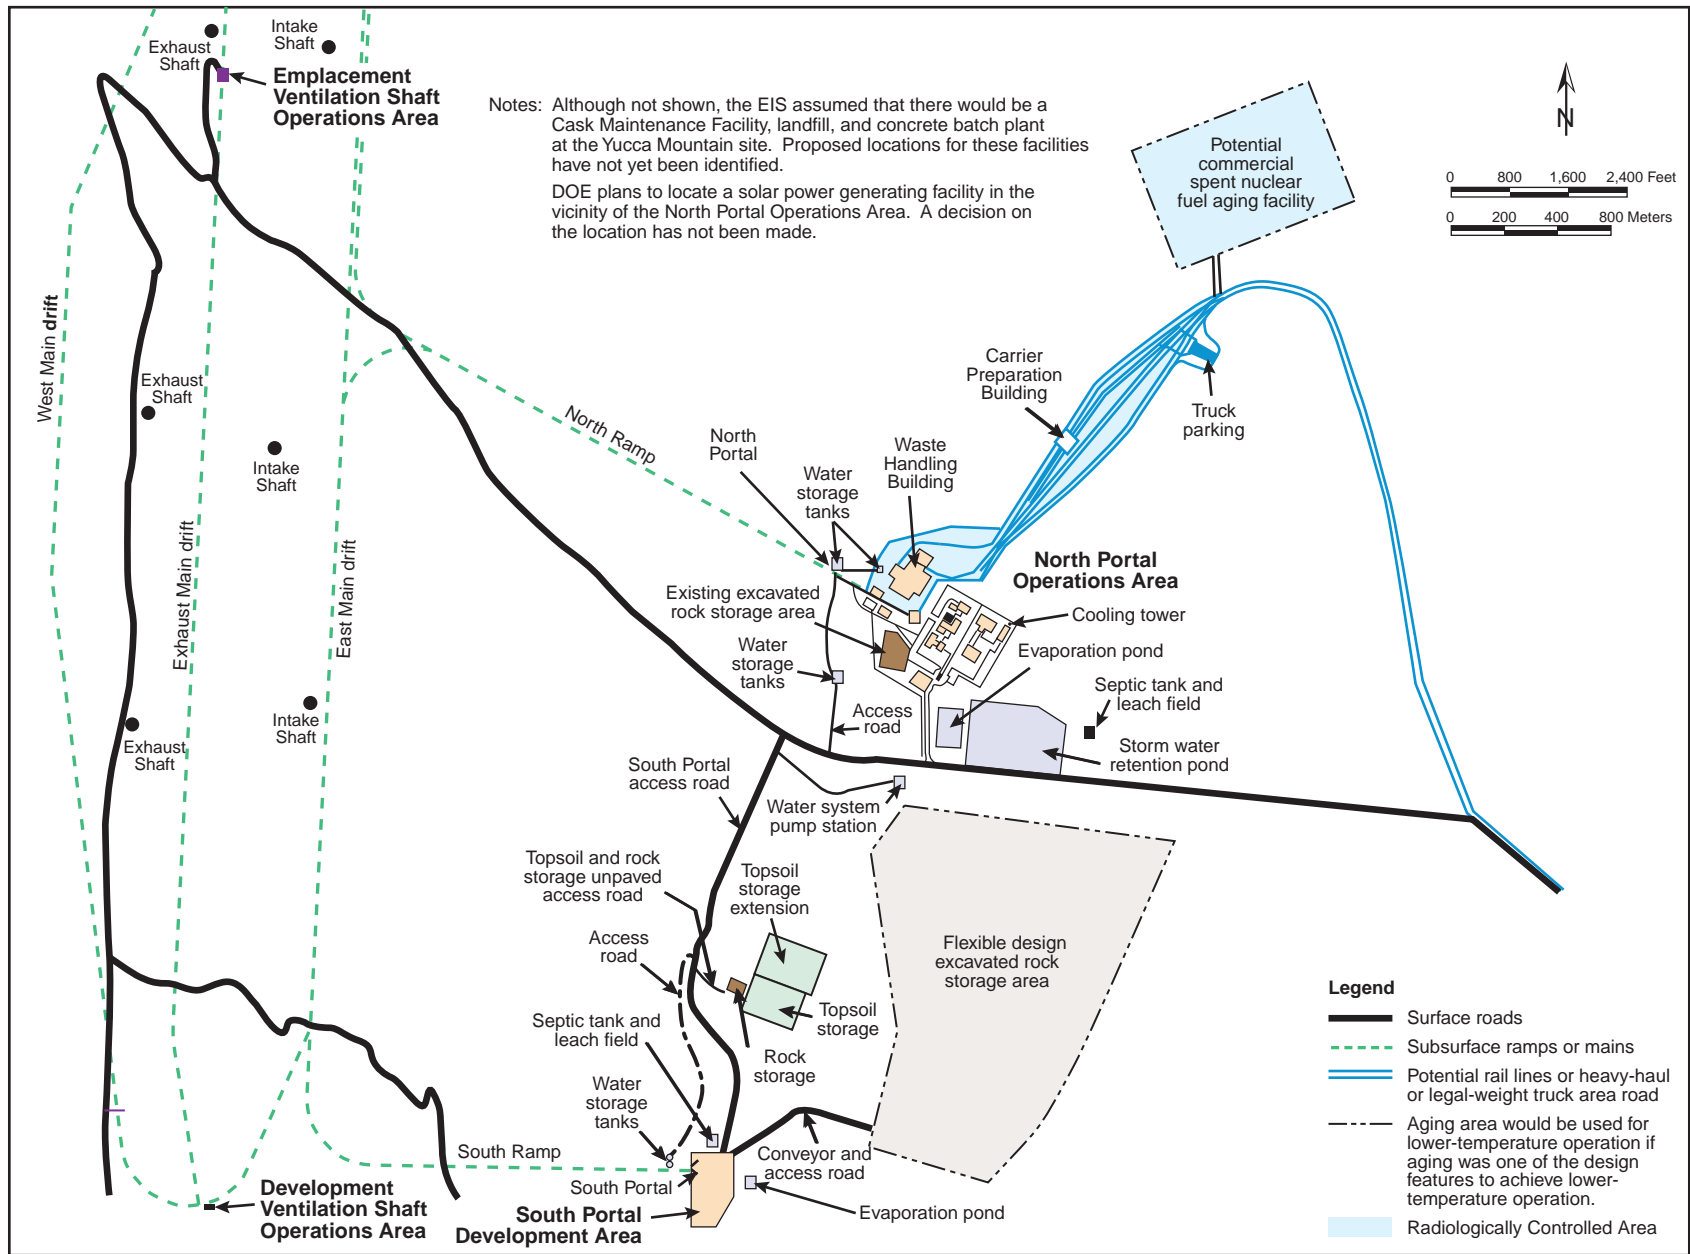 Exhaust
Shaft
Intake
Shaft
Emplacement
Ventilation Shaft
Operations Area
Notes: Although not shown, the EIS assumed that there would be a
Cask Maintenance Facility, landfill, and concrete batch plant
at the Yucca Mountain site. Proposed locations for these facilities
have not yet been identified.
DOE plans to locate a solar power generating facility in the
vicinity of the North Portal Operations Area. A decision on
the location has not been made.
Potential
commercial
spent nuclear
fuel aging facility
N
0 800 1,600 2,400 Feet
0 200 400 800 Meters
West Main drift
Exhaust
Shaft
Intake
Shaft
Exhaust Main drift
East Main drift
Intake
Shaft
Exhaust
Shaft
North Ramp
North
Portal
Water
storage
tanks
Waste
Handling
Building
Carrier
Preparation
Building
Truck
parking
North Portal
Operations Area
Existing excavated
rock storage area
Cooling tower
Water
storage
tanks
Evaporation pond
Septic tank and
leach field
Access
road
Storm water
retention pond
South Portal
access road
Water system
pump station
Topsoil and rock
storage unpaved
access road
Topsoil
storage
extension
Access
road
Flexible design
excavated rock
storage area
Topsoil
storage
Septic tank and
leach field
Rock
storage
Water
storage
tanks
South Ramp
Conveyor and
access road
South Portal
South Portal
Development Area
Evaporation pond
Development
Ventilation Shaft
Operations Area
Legend
Surface roads
Subsurface ramps or mains
Potential rail lines or heavy-haul
or legal-weight truck area road
Aging area would be used for
lower-temperature operation if
aging was one of the design
features to achieve lower-
temperature operation.
Radiologically Controlled Area